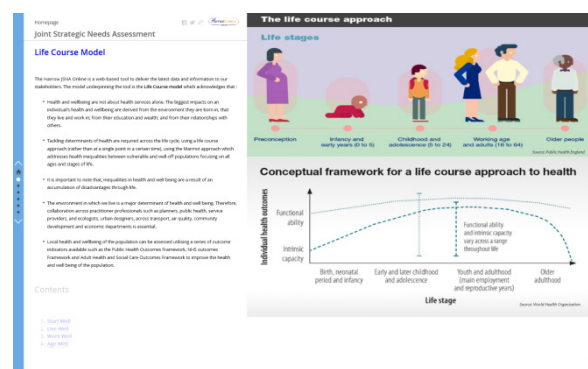 Homepage
Joint Strategic Needs Assessment
Life Course Model
The Harrow JSNA Online is a web-based tool to deliver the latest data and information to our
stakeholders. The model underpinning the tool is the Life Course model which acknowledges that :
• Health and wellbeing are not about health services alone. The biggest impacts on an
individual's health and wellbeing are derived from the environment they are born in, that
they live and work in; from their education and wealth; and from their relationships with
others.
• Tackling determinants of health are required across the life cycle, using a life course
approach (rather than at a single point in a certain time), using the Marmot approach which
addresses health inequalities between vulnerable and well-off populations focusing on all
ages and stages of life.
• It is important to note that, inequalities in health and well being are a result of an
accumulation of disadvantages through life.
• The environment in which we live is a major determinant of health and well being. Therefore,
collaboration across practitioner professionals such as planners, public health, service
providers, and ecologists, urban designers, across transport, air quality, community
development and economic departments is essential.
• Local health and wellbeing of the population can be assessed utilising a series of outcome
indicators available such as the Public Health Outcomes Framework, NHS outcomes
Framework and Adult Health and Social Care Outcomes Framework to improve the health
and well being of the population.
Contents
1. Start Well
2. Live Well
3. Work Well
4. Age Well
The life course approach
Life stages
Preconception
Infancy and
early years (0 to 5)
Childhood and
adolescence (5 to 24)
Working age
and adults (16 to 64)
Older people
Source: Public Health England
Conceptual framework for a life course approach to health
Individual health outcomes
Functional
ability
Intrinsic
capacity
Functional ability
and intrinsic capacity
vary across a range
throughout life
Birth, neonatal
period and infancy
Early and later childhood
and adolescence
Youth and adulthood
(main employment
and reproductive years)
Older
adulthood
Life stage
Source: World Health Organisation